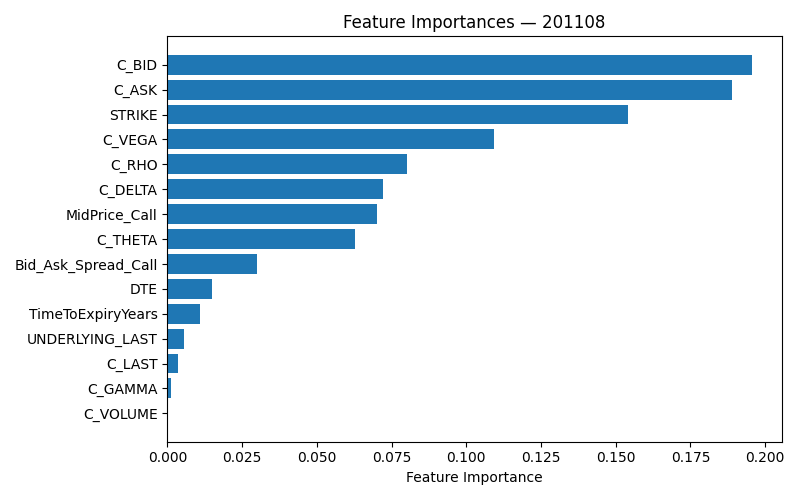 Feature Importances — 201108
C_BID
C_ASK
STRIKE
C_VEGA
C_RHO
C_DELTA
MidPrice_Call
C_THETA
Bid_Ask_Spread_Call
DTE
TimeToExpiryYears
UNDERLYING_LAST
C_LAST
C_GAMMA
C_VOLUME
0.000 0.025 0.050 0.075 0.100 0.125 0.150 0.175 0.200
Feature Importance